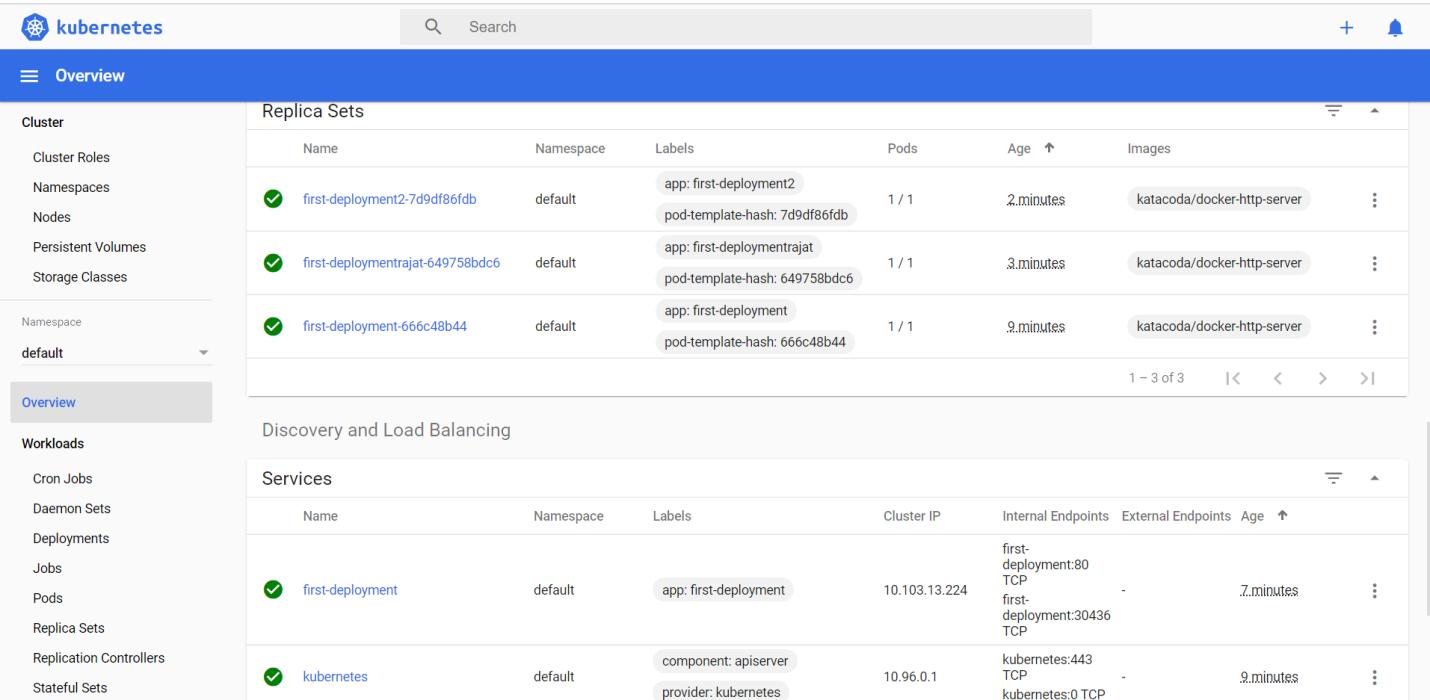 kubernetes
Search
Overview
Cluster
Cluster Roles
Namespaces
Nodes
Persistent Volumes
Storage Classes
Namespace
default
Overview
Workloads
Cron Jobs
Daemon Sets
Deployments
Jobs
Pods
Replica Sets
Replication Controllers
Stateful Sets
Replica Sets
Name Namespace Labels Pods Age Images
first-deployment2-7d9df86fdb default app: first-deployment2 1 / 1 2 minutes katacoda/docker-http-server
pod-template-hash: 7d9df86fdb
first-deploymentrajat-649758bdc6 default app: first-deploymentrajat 1 / 1 3 minutes katacoda/docker-http-server
pod-template-hash: 649758bdc6
first-deployment-666c48b44 default app: first-deployment 1 / 1 9 minutes katacoda/docker-http-server
pod-template-hash: 666c48b44
1 – 3 of 3
Discovery and Load Balancing
Services
Name Namespace Labels Cluster IP Internal Endpoints External Endpoints Age
first-deployment default app: first-deployment 10.103.13.224
first-
deployment:80
TCP
first-
deployment:30436
TCP
- 7 minutes
kubernetes default component: apiserver
provider: kubernetes
10.96.0.1
kubernetes:443
TCP
kubernetes:0 TCP
- 9 minutes